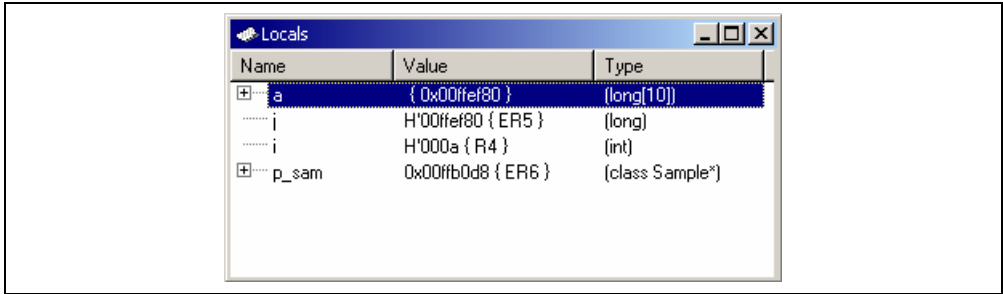 Locals
Name Value Type
a { 0x00ffef80 } (long[10])
j H'00ffef80 { ER5 } (long)
i H'000a { R4 } (int)
p_sam 0x00ffb0d8 { ER6 } (class Sample*)